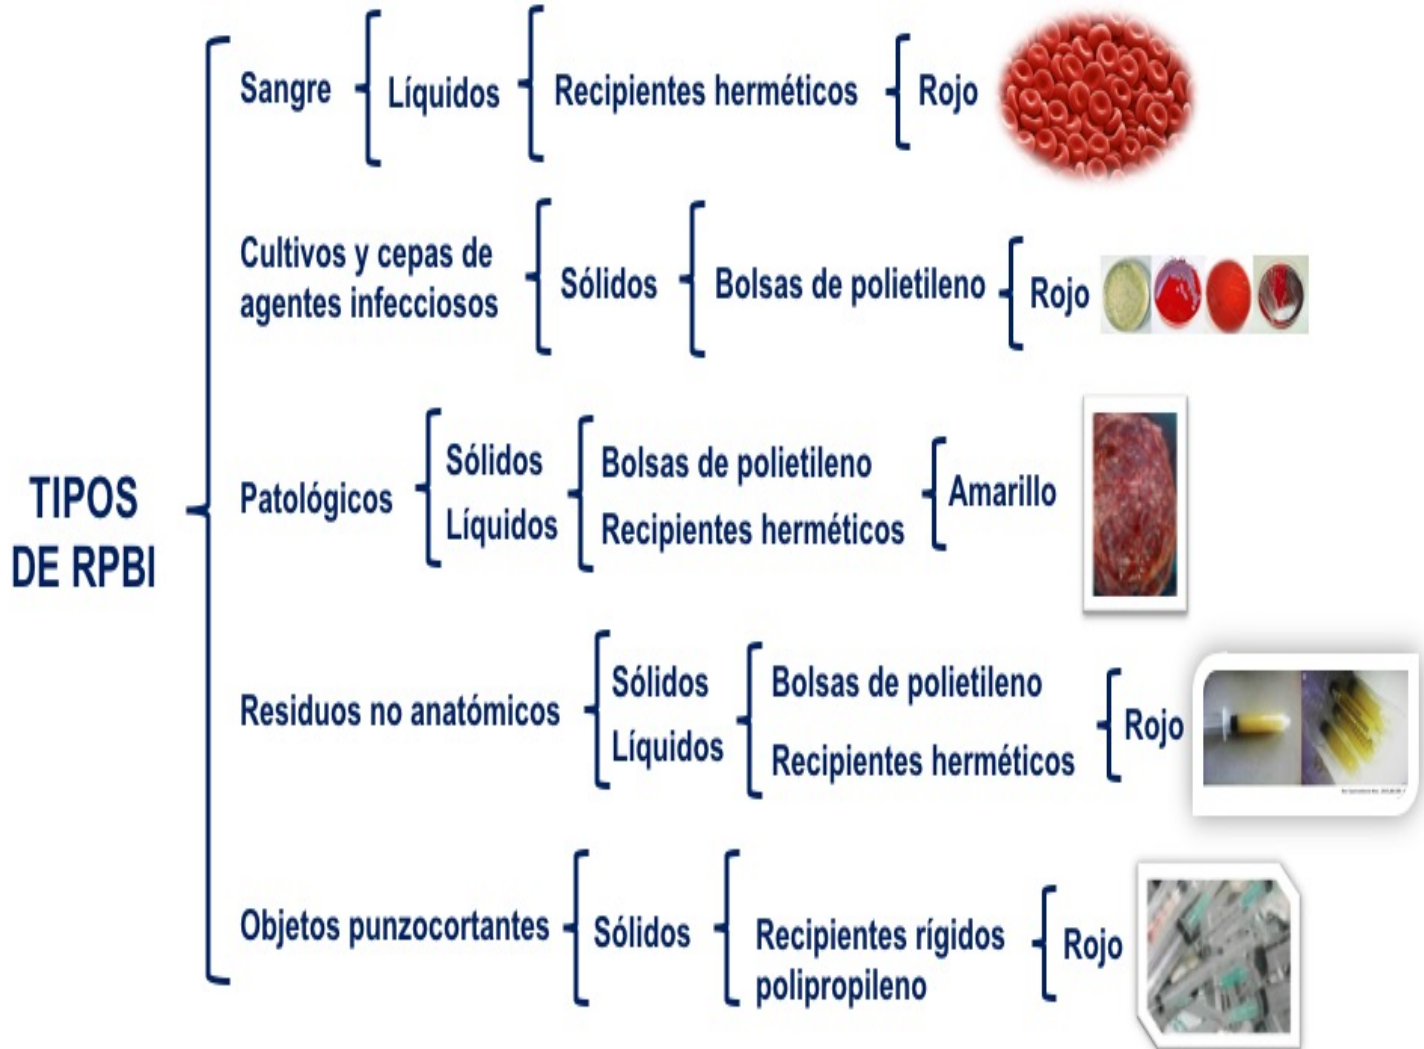 TIPOS
DE RPBI
Sangre
Líquidos
Recipientes herméticos
Rojo
Cultivos y cepas de
agentes infecciosos
Sólidos
Bolsas de polietileno
Rojo
Patológicos
Sólidos
Líquidos
Bolsas de polietileno
Recipientes herméticos
Amarillo
Residuos no anatómicos
Sólidos
Líquidos
Bolsas de polietileno
Recipientes herméticos
Rojo
Objetos punzocortantes
Sólidos
Recipientes rígidos
polipropileno
Rojo